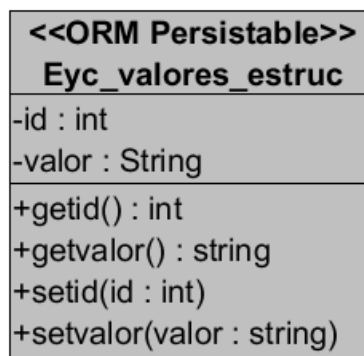 <<ORM Persistable>>
Eyc_valores_estruc
-id : int
-valor : String
+getid() : int
+getvalor() : string
+setid(id : int)
+setvalor(valor : string)